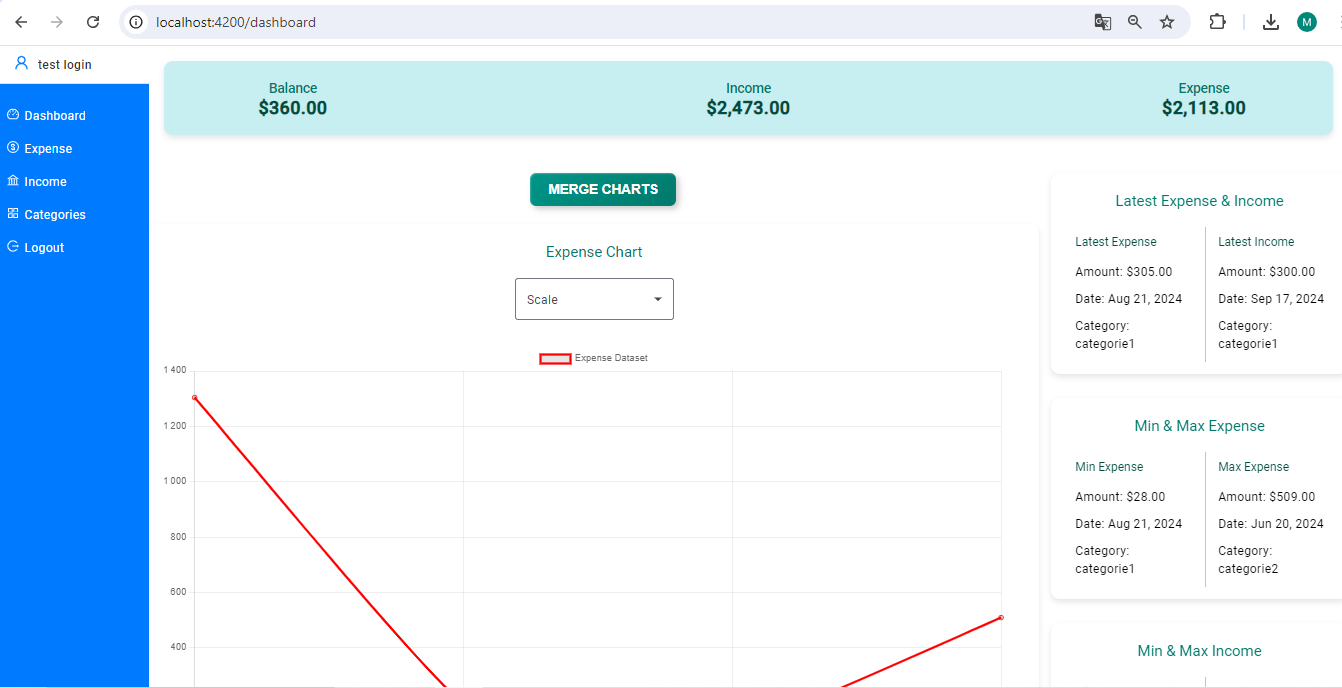 localhost:4200/dashboard
M
test login
Dashboard
Expense
Income
Categories
Logout
Balance
$360.00
Income
$2,473.00
Expense
$2,113.00
MERGE CHARTS
Expense Chart
Scale
Expense Dataset
1 400
1 200
1 000
800
600
400
Latest Expense & Income
Latest Expense
Amount: $305.00
Date: Aug 21, 2024
Category:
categorie1
Latest Income
Amount: $300.00
Date: Sep 17, 2024
Category:
categorie1
Min & Max Expense
Min Expense
Amount: $28.00
Date: Aug 21, 2024
Category:
categorie1
Max Expense
Amount: $509.00
Date: Jun 20, 2024
Category:
categorie2
Min & Max Income